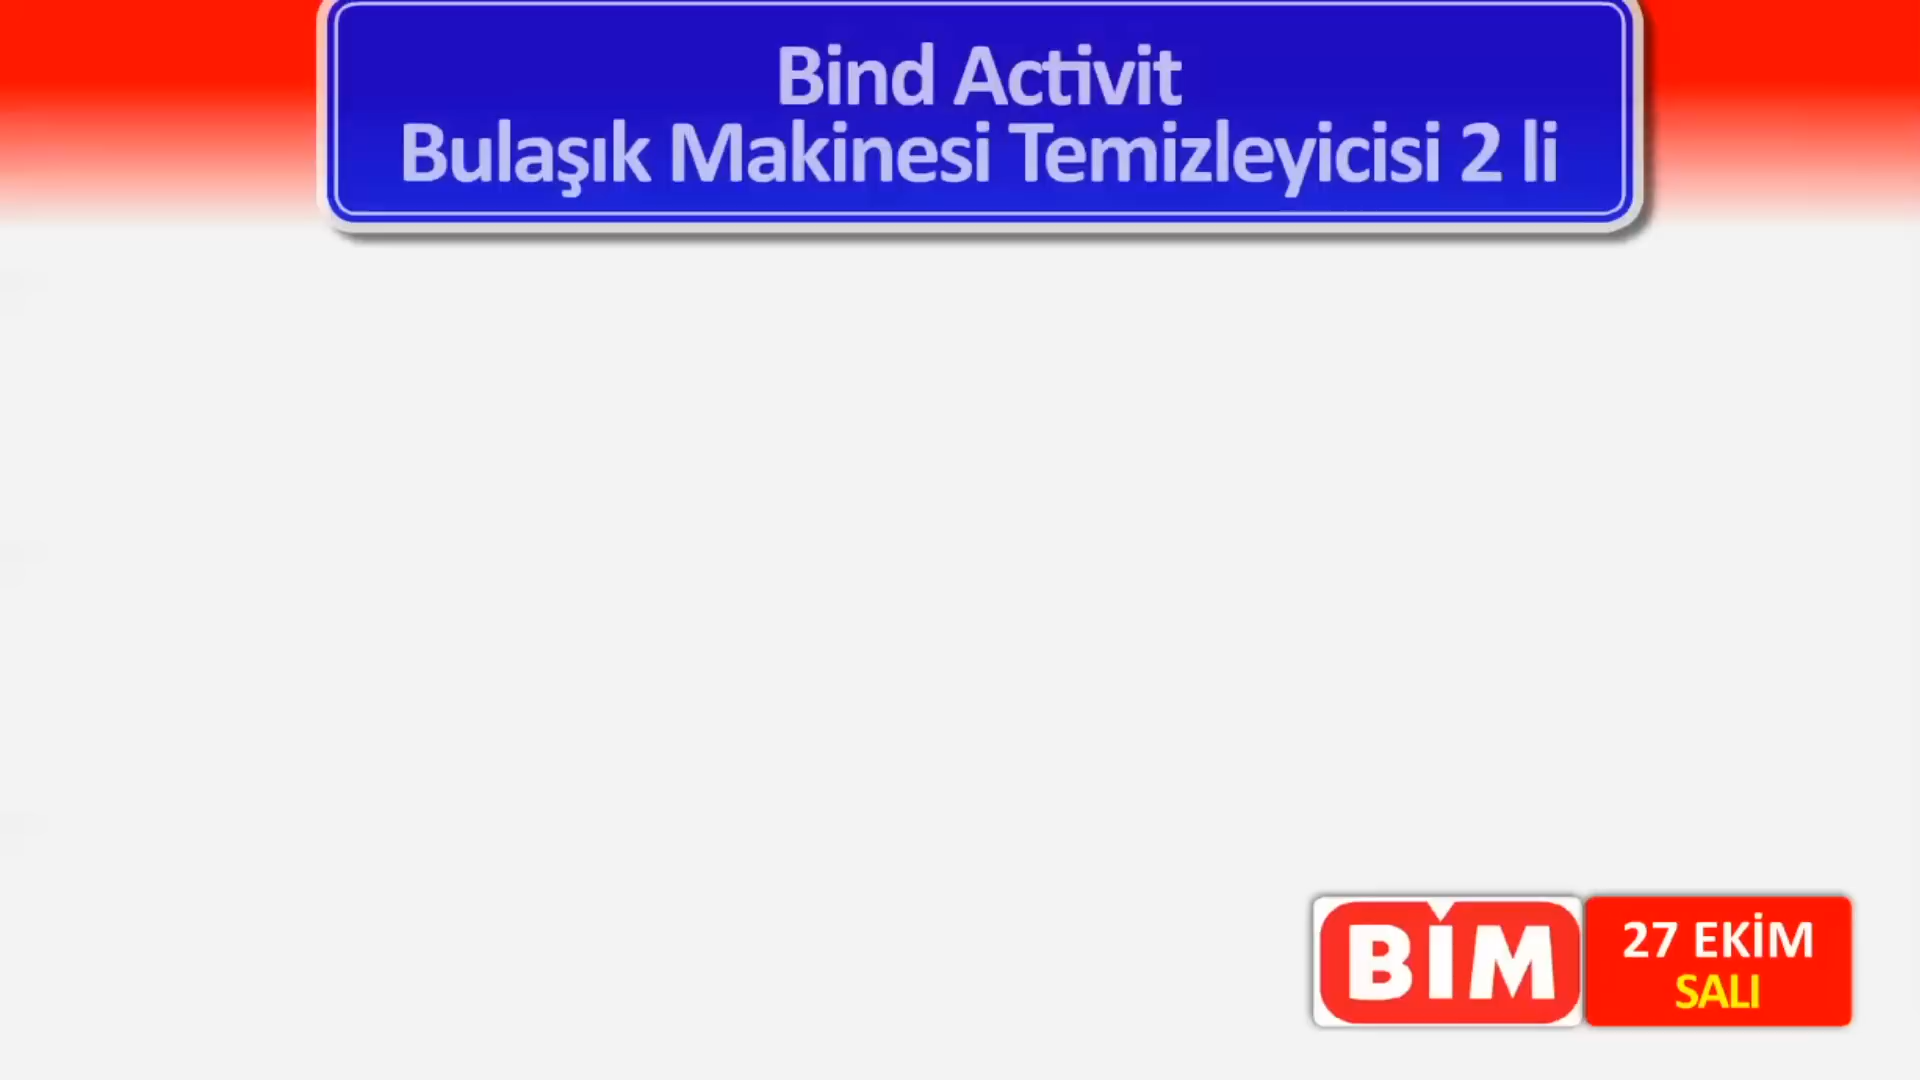 Bind Activit
Bulaşık Makinesi Temizleyicisi 2 li
BİM
27 EKİM
SALI